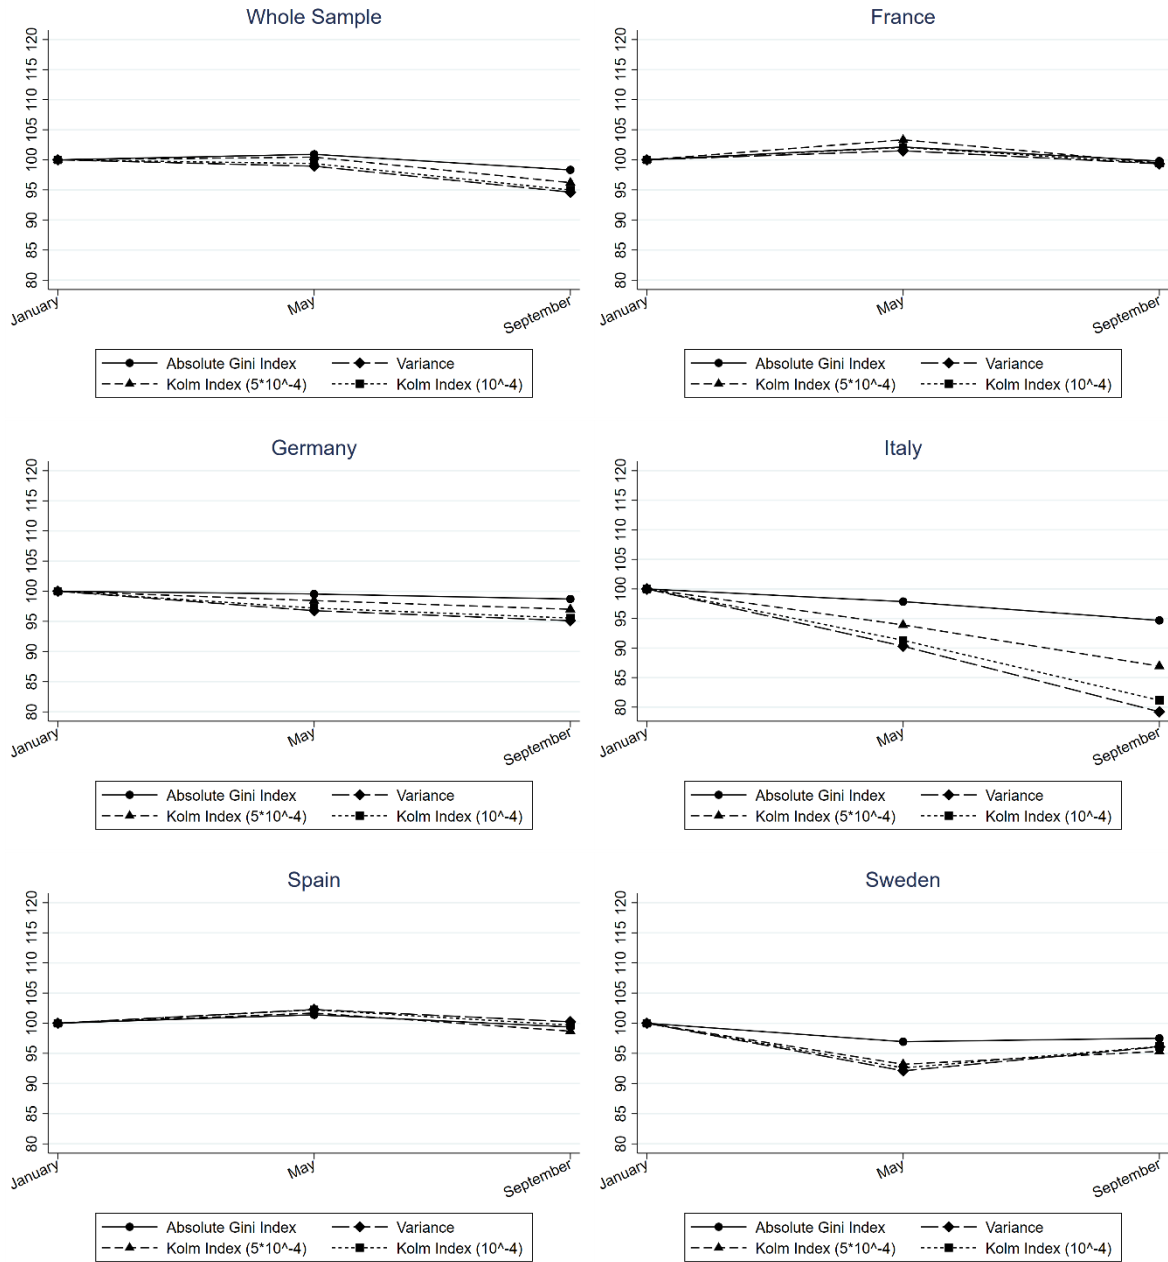 Whole Sample
120
115
110
105
100
95
90
85
80
January
May
September
Absolute Gini Index
Variance
Kolm Index (5*10^-4)
Kolm Index (10^-4)
France
120
115
110
105
100
95
90
85
80
January
May
September
Absolute Gini Index
Variance
Kolm Index (5*10^-4)
Kolm Index (10^-4)
Germany
120
115
110
105
100
95
90
85
80
January
May
September
Absolute Gini Index
Variance
Kolm Index (5*10^-4)
Kolm Index (10^-4)
Italy
120
115
110
105
100
95
90
85
80
January
May
September
Absolute Gini Index
Variance
Kolm Index (5*10^-4)
Kolm Index (10^-4)
Spain
120
115
110
105
100
95
90
85
80
January
May
September
Absolute Gini Index
Variance
Kolm Index (5*10^-4)
Kolm Index (10^-4)
Sweden
120
115
110
105
100
95
90
85
80
January
May
September
Absolute Gini Index
Variance
Kolm Index (5*10^-4)
Kolm Index (10^-4)